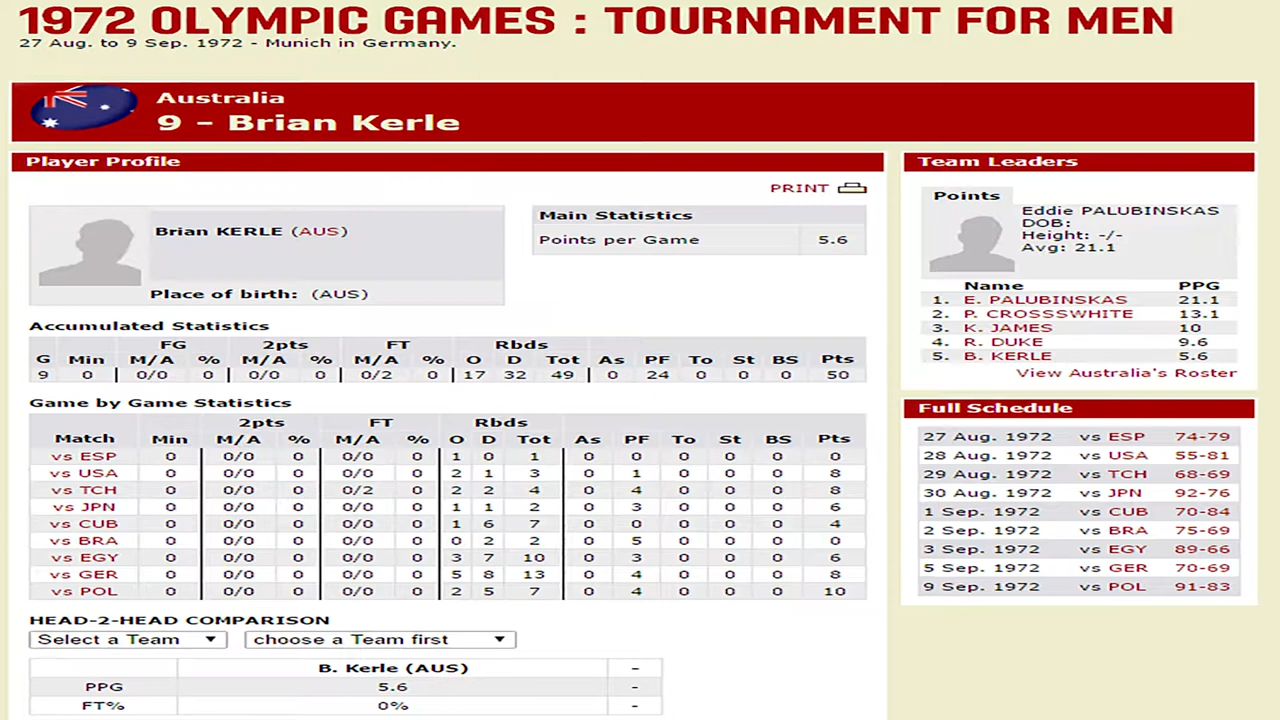 1972 OLYMPIC GAMES : TOURNAMENT FOR MEN
27 Aug. to 9 Sep. 1972 - Munich in Germany.
Australia
9 - Brian Kerle
Player Profile
PRINT
Brian KERLE (AUS)
Place of birth: (AUS)
Main Statistics
Points per Game 5.6
Accumulated Statistics
FG 2pts FT Rbds
G Min M/A % M/A % M/A % O D Tot As PF To St BS Pts
9 0 0/0 0 0/0 0 0/2 0 17 32 49 0 24 0 0 0 50
Game by Game Statistics
2pts FT Rbds
Match Min M/A % M/A % O D Tot As PF To St BS Pts
vs ESP 0 0/0 0 0/0 0 1 0 1 0 0 0 0 0 0
vs USA 0 0/0 0 0/0 0 2 1 3 0 1 0 0 0 8
vs TCH 0 0/0 0 0/2 0 2 2 4 0 4 0 0 0 8
vs JPN 0 0/0 0 0/0 0 1 1 2 0 3 0 0 0 6
vs CUB 0 0/0 0 0/0 0 1 6 7 0 0 0 0 0 4
vs BRA 0 0/0 0 0/0 0 0 2 2 0 5 0 0 0 0
vs EGY 0 0/0 0 0/0 0 3 7 10 0 3 0 0 0 6
vs GER 0 0/0 0 0/0 0 5 8 13 0 4 0 0 0 8
vs POL 0 0/0 0 0/0 0 2 5 7 0 4 0 0 0 10
HEAD-2-HEAD COMPARISON
Select a Team choose a Team first
B. Kerle (AUS) -
PPG 5.6 -
FT% 0% -
Team Leaders
Points
Eddie PALUBINSKAS
DOB:
Height: -/-
Avg: 21.1
Name PPG
1. E. PALUBINSKAS 21.1
2. P. CROSSSWHITE 13.1
3. K. JAMES 10
4. R. DUKE 9.6
5. B. KERLE 5.6
View Australia's Roster
Full Schedule
27 Aug. 1972 vs ESP 74-79
28 Aug. 1972 vs USA 55-81
29 Aug. 1972 vs TCH 68-69
30 Aug. 1972 vs JPN 92-76
1 Sep. 1972 vs CUB 70-84
2 Sep. 1972 vs BRA 75-69
3 Sep. 1972 vs EGY 89-66
5 Sep. 1972 vs GER 70-69
9 Sep. 1972 vs POL 91-83